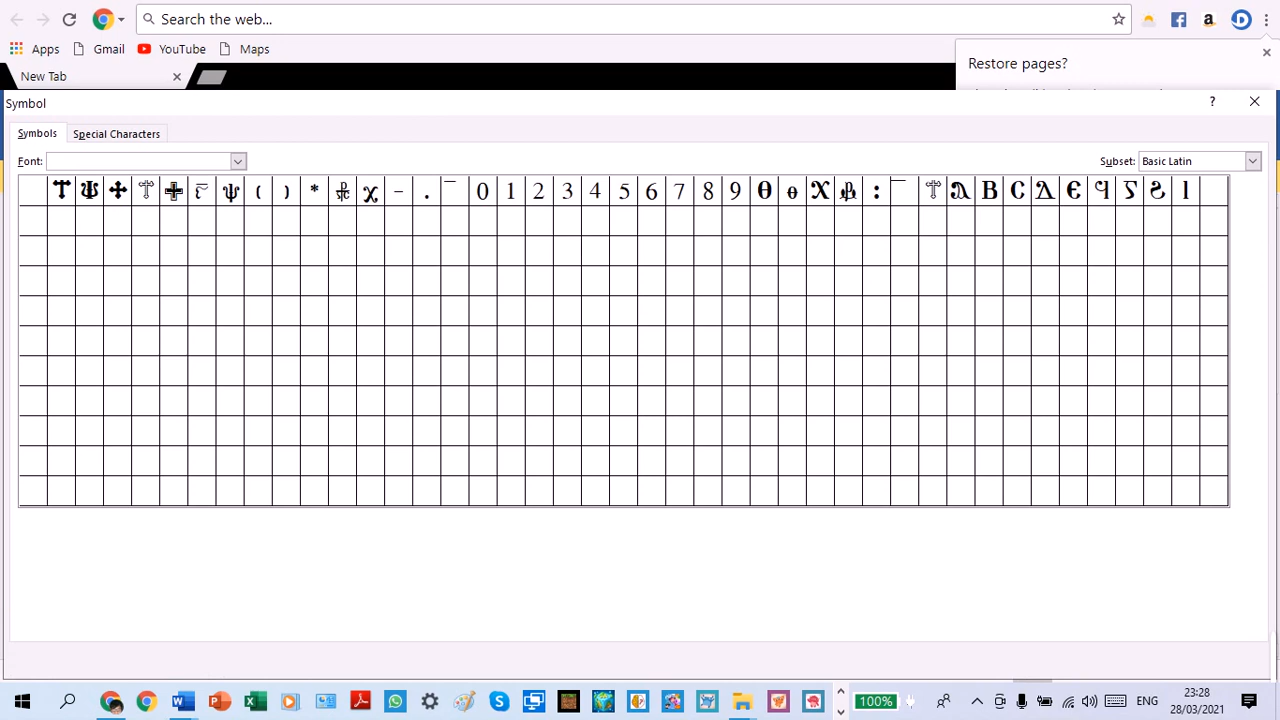 Search the web...
Apps Gmail YouTube Maps
New Tab
Restore pages?
Symbol
Symbols Special Characters
Font: Subset: Basic Latin
( ) * - . 0 1 2 3 4 5 6 7 8 9 Ⲑ ⲑ Ⲭ : Ⲁ Ⲃ Ⲥ Ⲇ Ⲉ Ϥ Ⲓ
100% ENG 23:28
28/03/2021